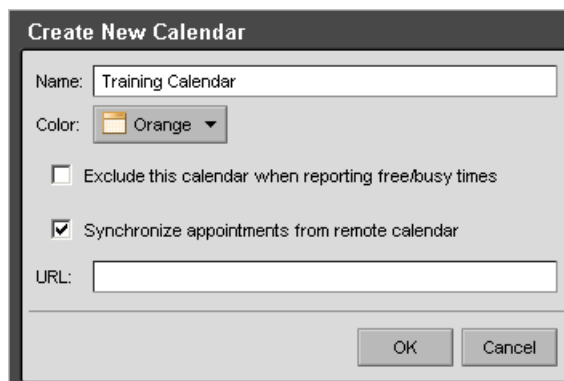 Create New Calendar
Name: Training Calendar
Color: Orange
Exclude this calendar when reporting free/busy times
Synchronize appointments from remote calendar
URL:
OK Cancel